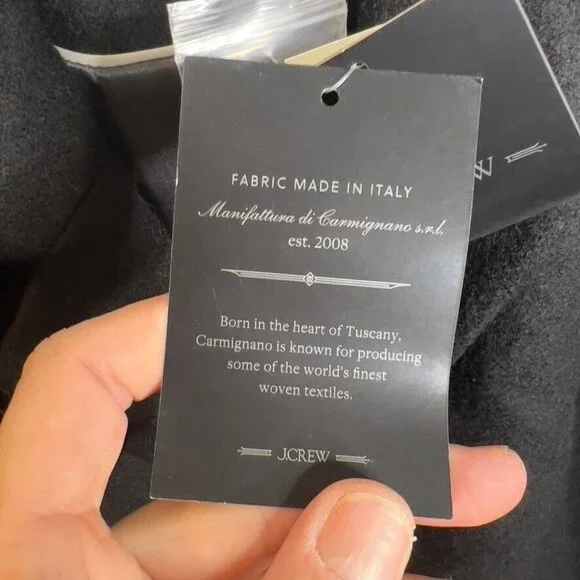 FABRIC MADE IN ITALY
Manifattura di Carmignano s.r.l.
est. 2008
Born in the heart of Tuscany,
Carmignano is known for producing
some of the world's finest
woven textiles.
J.CREW
EW